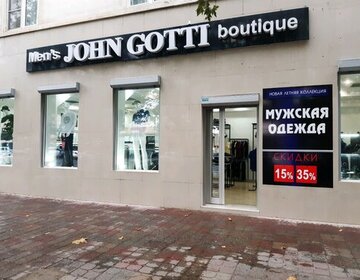 Men's JOHN GOTTI boutique
НОВАЯ ЛЕТНЯЯ КОЛЛЕКЦИЯ
МУЖСКАЯ
ОДЕЖДА
СКИДКИ
15% 35%